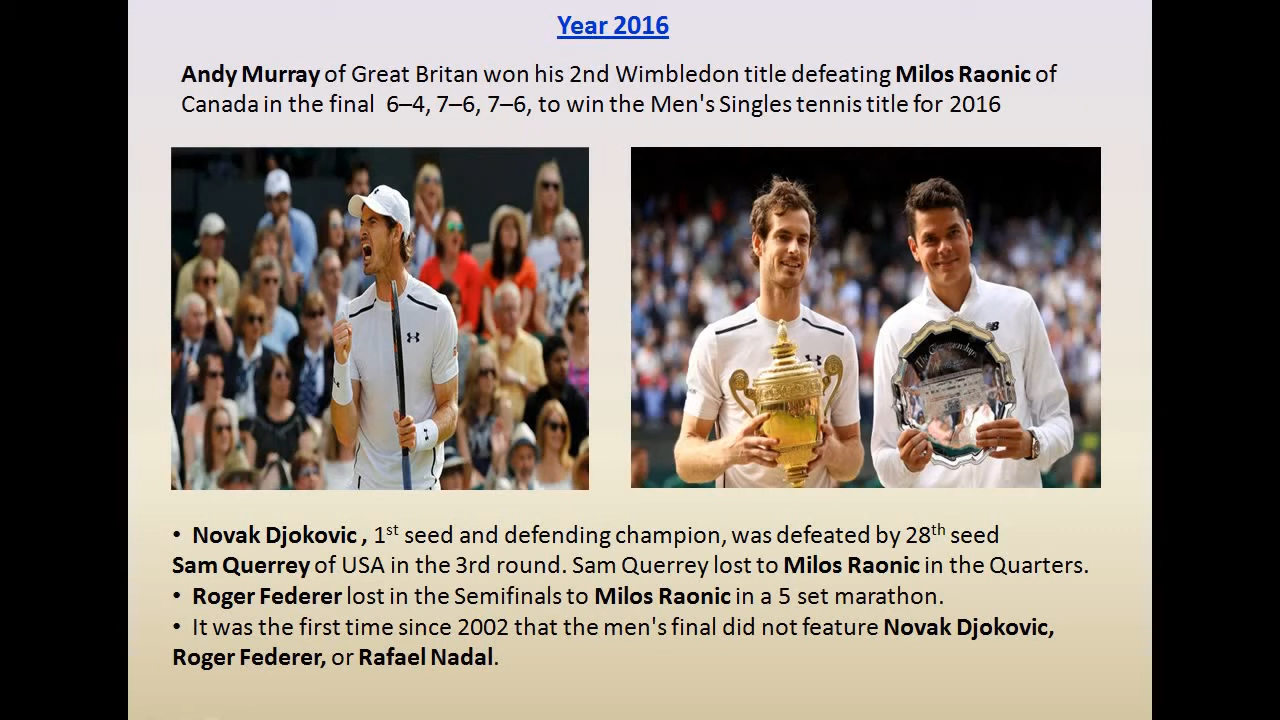 Year 2016
Andy Murray of Great Britan won his 2nd Wimbledon title defeating Milos Raonic of
Canada in the final 6–4, 7–6, 7–6, to win the Men's Singles tennis title for 2016
The Championships
• Novak Djokovic , 1st seed and defending champion, was defeated by 28th seed
Sam Querrey of USA in the 3rd round. Sam Querrey lost to Milos Raonic in the Quarters.
• Roger Federer lost in the Semifinals to Milos Raonic in a 5 set marathon.
• It was the first time since 2002 that the men's final did not feature Novak Djokovic,
Roger Federer, or Rafael Nadal.